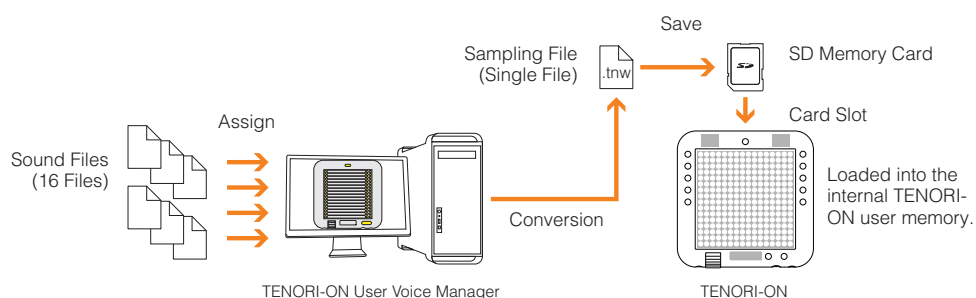 Save
Sampling File
(Single File)
.tnw
SD
SD Memory Card
Assign
Card Slot
Sound Files
(16 Files)
Loaded into the
internal TENORI-
ON user memory.
Conversion
TENORI-ON User Voice Manager
TENORI-ON